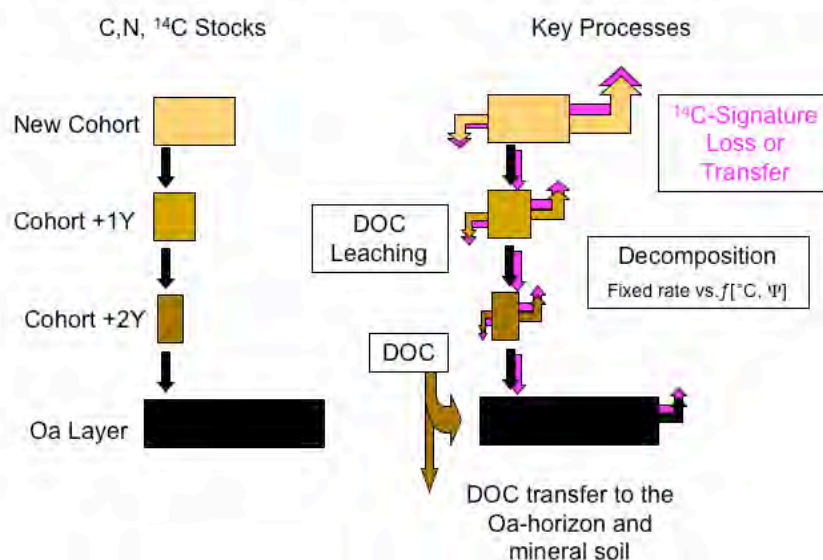 C,N, ¹⁴C Stocks
Key Processes
New Cohort
¹⁴C-Signature
Loss or
Transfer
Cohort +1Y
DOC
Leaching
Decomposition
Fixed rate vs. ƒ[°C, Ψ]
Cohort +2Y
DOC
Oa Layer
DOC transfer to the
Oa-horizon and
mineral soil